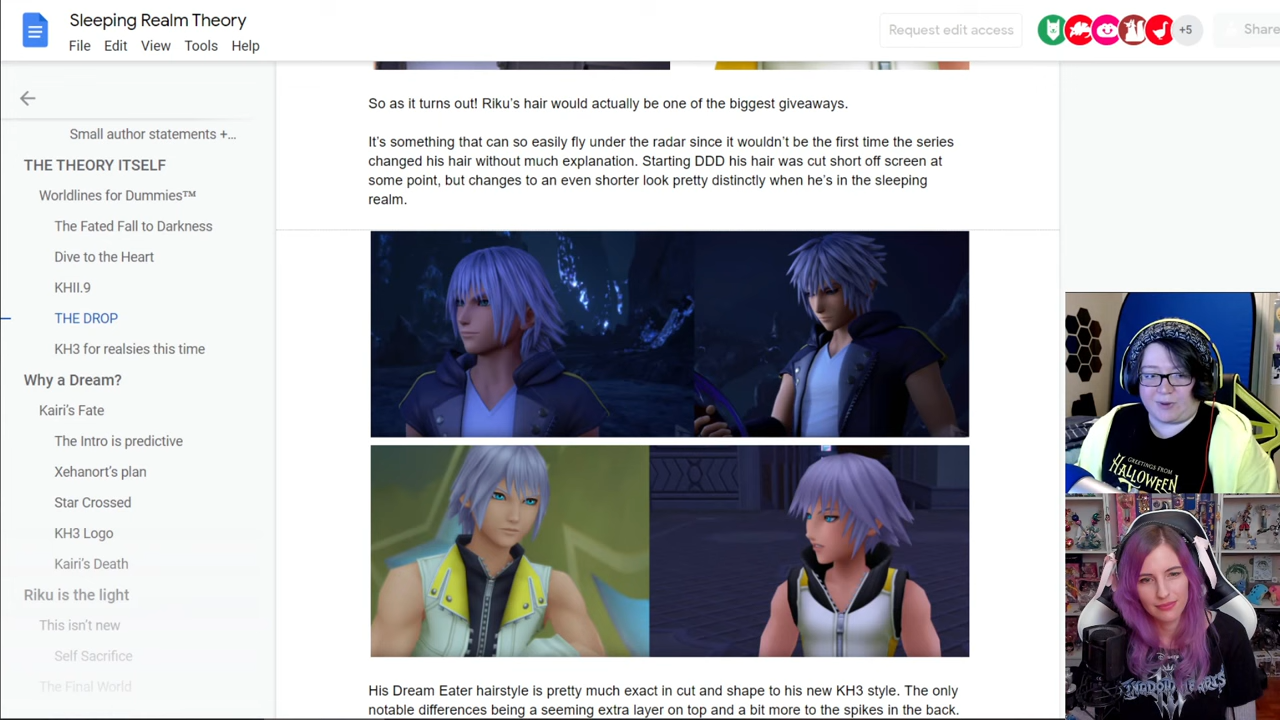 Sleeping Realm Theory
File Edit View Tools Help
Request edit access
+5
Share
Small author statements +...
THE THEORY ITSELF
Worldlines for Dummies™
The Fated Fall to Darkness
Dive to the Heart
KHII.9
THE DROP
KH3 for realsies this time
Why a Dream?
Kairi's Fate
The Intro is predictive
Xehanort's plan
Star Crossed
KH3 Logo
Kairi's Death
Riku is the light
This isn't new
Self Sacrifice
The Final World
So as it turns out! Riku's hair would actually be one of the biggest giveaways.
It's something that can so easily fly under the radar since it wouldn't be the first time the series
changed his hair without much explanation. Starting DDD his hair was cut short off screen at
some point, but changes to an even shorter look pretty distinctly when he's in the sleeping
realm.
His Dream Eater hairstyle is pretty much exact in cut and shape to his new KH3 style. The only
notable differences being a seeming extra layer on top and a bit more to the spikes in the back.
GREETINGS FROM
HALLOWEEN
Disney
KINGDOM HEARTS